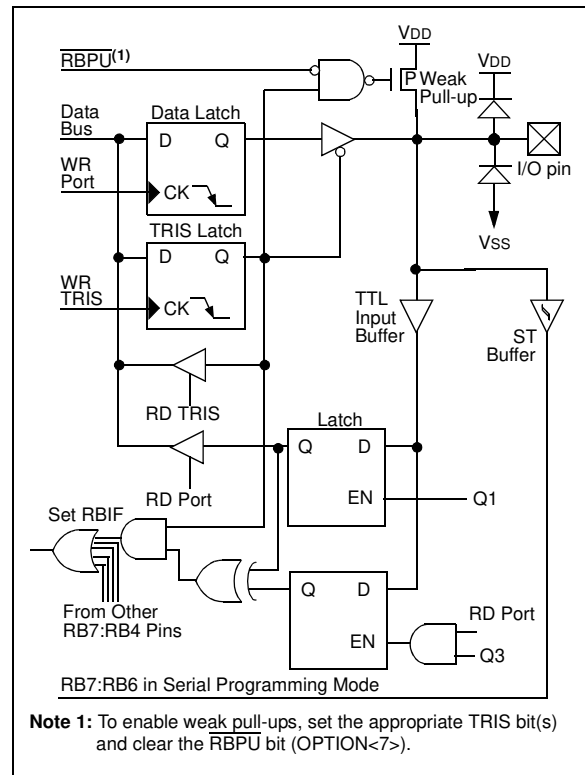 VDD
RBPU(1)
P Weak
Pull-up
VDD
Data
Bus
Data Latch
D Q
WR
Port
CK
I/O pin
VSS
TRIS Latch
D Q
WR
TRIS
CK
TTL
Input
Buffer
ST
Buffer
RD TRIS
Latch
Q D
RD Port
EN
Q1
Set RBIF
Q D
RD Port
EN
Q3
From Other
RB7:RB4 Pins
RB7:RB6 in Serial Programming Mode
Note 1: To enable weak pull-ups, set the appropriate TRIS bit(s)
and clear the RBPU bit (OPTION<7>).